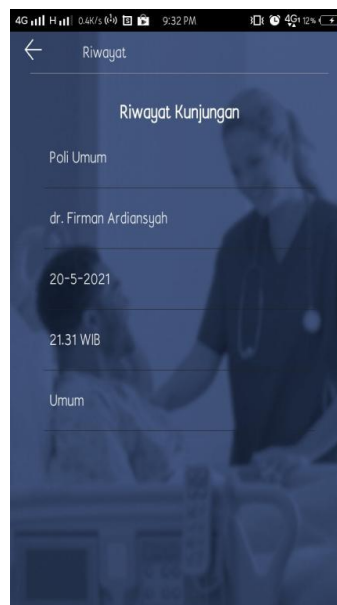 4G H 0.4K/s 9:32 PM 4G 12%
Riwayat
Riwayat Kunjungan
Poli Umum
dr. Firman Ardiansyah
20-5-2021
21.31 WIB
Umum